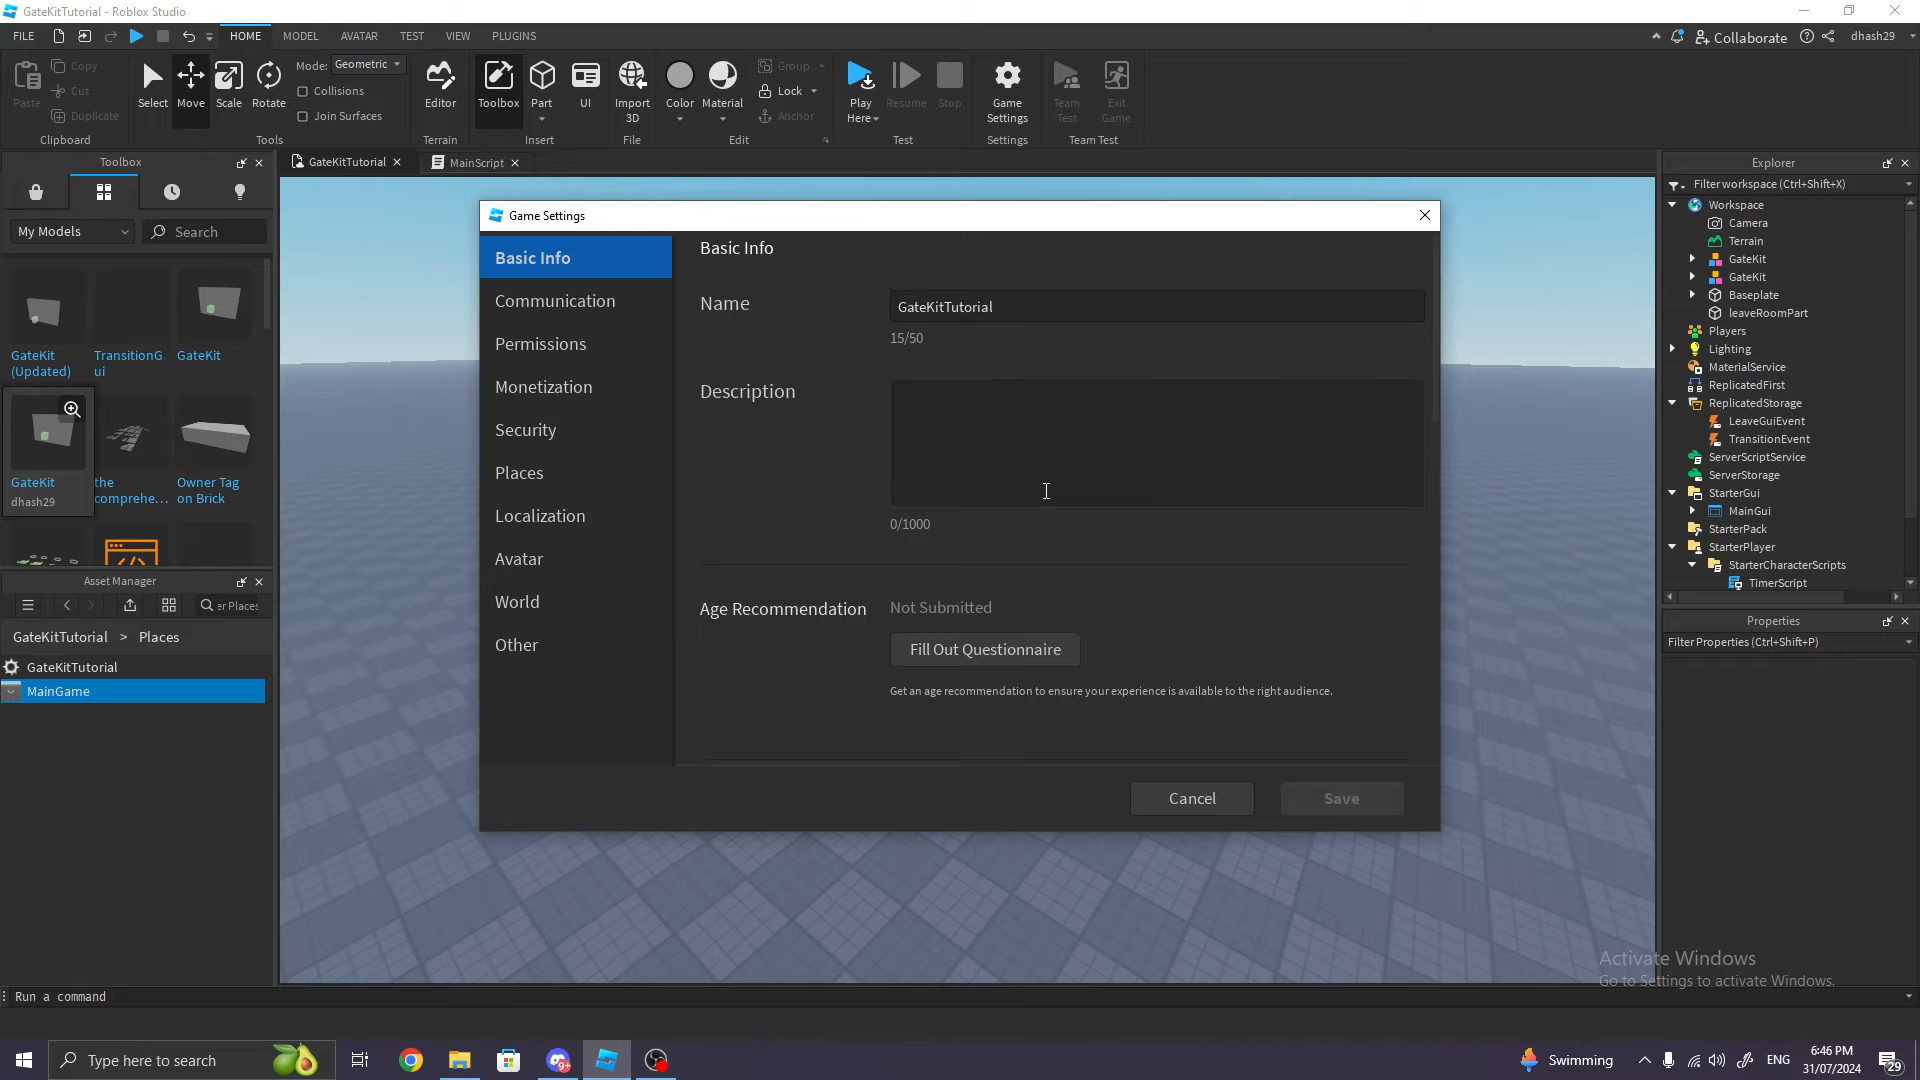 GateKitTutorial - Roblox Studio
FILE
HOME
MODEL
AVATAR
TEST
VIEW
PLUGINS
Collaborate
dhash29
Paste
Copy
Cut
Duplicate
Clipboard
Select
Move
Scale
Rotate
Mode: Geometric
Collisions
Join Surfaces
Tools
Editor
Terrain
Toolbox
Part
UI
Insert
Import
3D
File
Color
Material
Group
Lock
Anchor
Edit
Play
Here
Resume
Stop
Test
Game
Settings
Settings
Team
Test
Exit
Game
Team Test
Toolbox
GateKitTutorial
MainScript
My Models
Search
GateKit
(Updated)
TransitionG
ui
GateKit
GateKit
dhash29
the
comprehe...
Owner Tag
on Brick
Asset Manager
er Places
GateKitTutorial > Places
GateKitTutorial
MainGame
Game Settings
Basic Info
Communication
Permissions
Monetization
Security
Places
Localization
Avatar
World
Other
Basic Info
Name
GateKitTutorial
15/50
Description
0/1000
Age Recommendation
Not Submitted
Fill Out Questionnaire
Get an age recommendation to ensure your experience is available to the right audience.
Cancel
Save
Explorer
Filter workspace (Ctrl+Shift+X)
Workspace
Camera
Terrain
GateKit
GateKit
Baseplate
leaveRoomPart
Players
Lighting
MaterialService
ReplicatedFirst
ReplicatedStorage
LeaveGuiEvent
TransitionEvent
ServerScriptService
ServerStorage
StarterGui
MainGui
StarterPack
StarterPlayer
StarterCharacterScripts
TimerScript
Properties
Filter Properties (Ctrl+Shift+P)
Activate Windows
Go to Settings to activate Windows.
Run a command
Type here to search
9+
Swimming
ENG
6:46 PM
31/07/2024
29